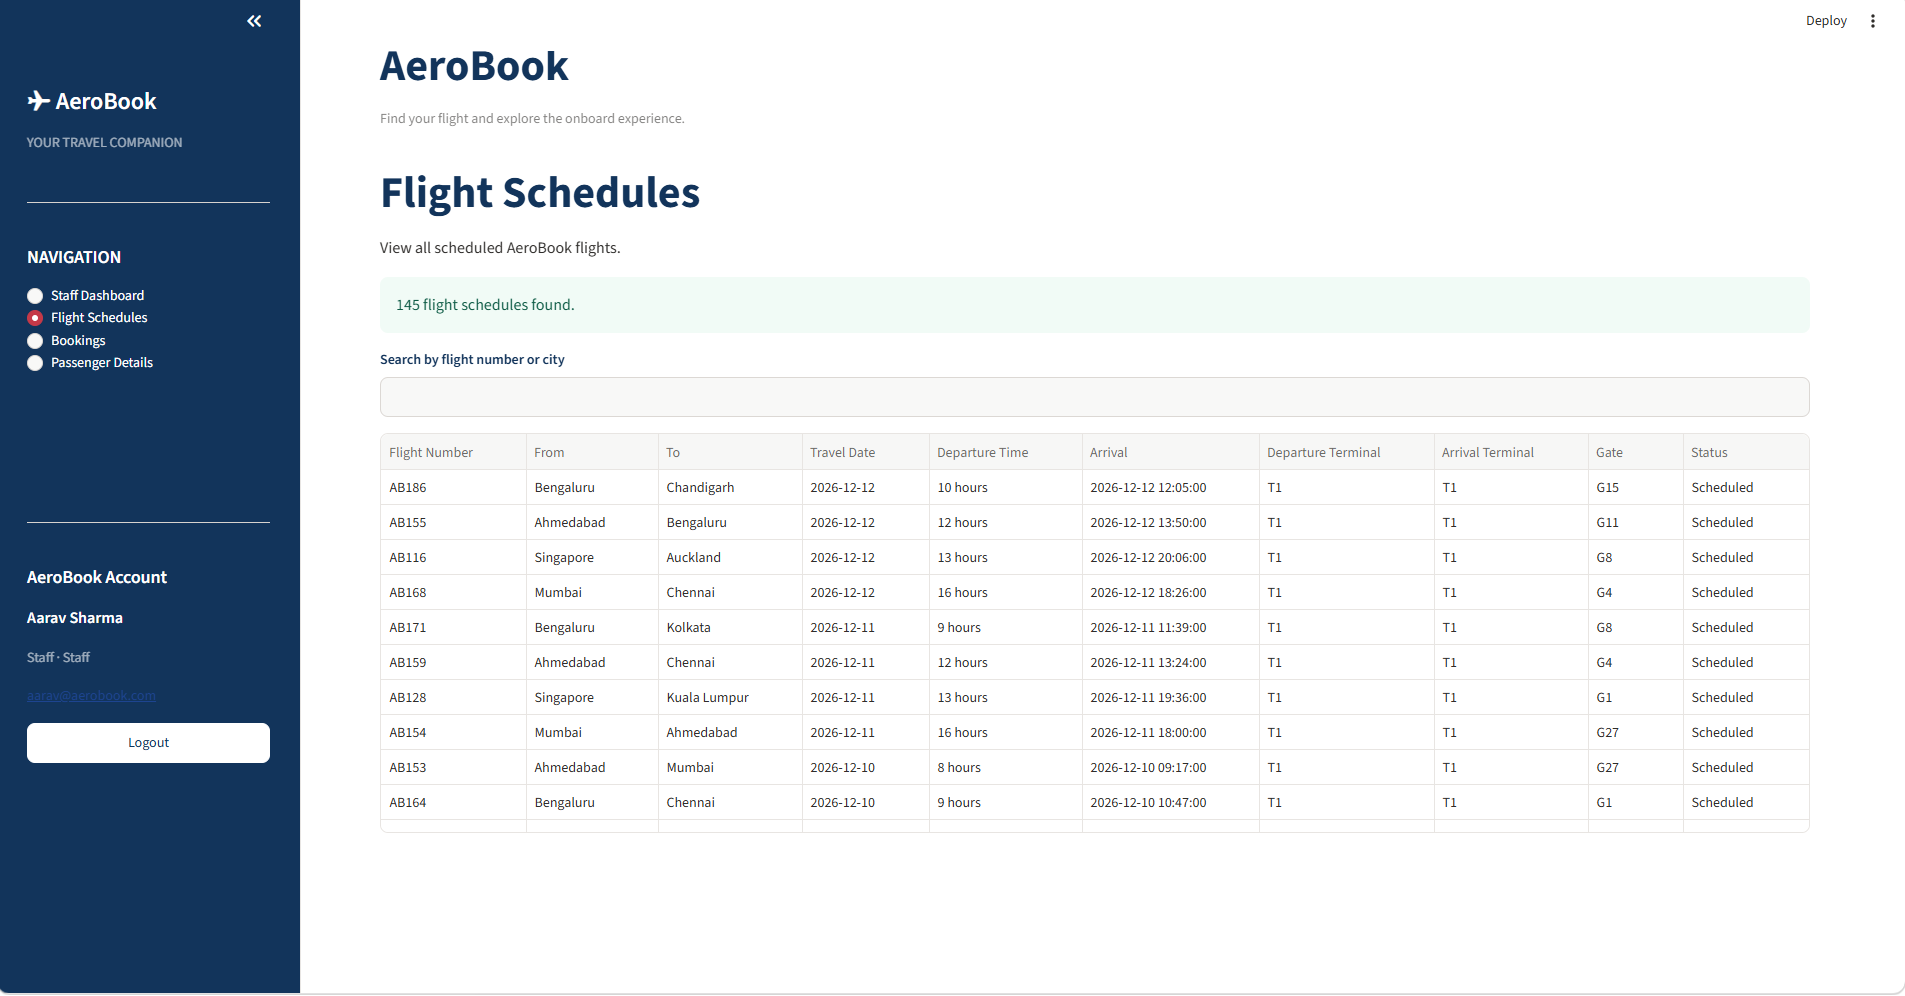 Deploy
✈ AeroBook
YOUR TRAVEL COMPANION
NAVIGATION
Staff Dashboard
Flight Schedules
Bookings
Passenger Details
AeroBook Account
Aarav Sharma
Staff · Staff
aarav@aerobook.com
Logout
AeroBook
Find your flight and explore the onboard experience.
Flight Schedules
View all scheduled AeroBook flights.
145 flight schedules found.
Search by flight number or city
Flight Number From To Travel Date Departure Time Arrival Departure Terminal Arrival Terminal Gate Status
AB186 Bengaluru Chandigarh 2026-12-12 10 hours 2026-12-12 12:05:00 T1 T1 G15 Scheduled
AB155 Ahmedabad Bengaluru 2026-12-12 12 hours 2026-12-12 13:50:00 T1 T1 G11 Scheduled
AB116 Singapore Auckland 2026-12-12 13 hours 2026-12-12 20:06:00 T1 T1 G8 Scheduled
AB168 Mumbai Chennai 2026-12-12 16 hours 2026-12-12 18:26:00 T1 T1 G4 Scheduled
AB171 Bengaluru Kolkata 2026-12-11 9 hours 2026-12-11 11:39:00 T1 T1 G8 Scheduled
AB159 Ahmedabad Chennai 2026-12-11 12 hours 2026-12-11 13:24:00 T1 T1 G4 Scheduled
AB128 Singapore Kuala Lumpur 2026-12-11 13 hours 2026-12-11 19:36:00 T1 T1 G1 Scheduled
AB154 Mumbai Ahmedabad 2026-12-11 16 hours 2026-12-11 18:00:00 T1 T1 G27 Scheduled
AB153 Ahmedabad Mumbai 2026-12-10 8 hours 2026-12-10 09:17:00 T1 T1 G27 Scheduled
AB164 Bengaluru Chennai 2026-12-10 9 hours 2026-12-10 10:47:00 T1 T1 G1 Scheduled